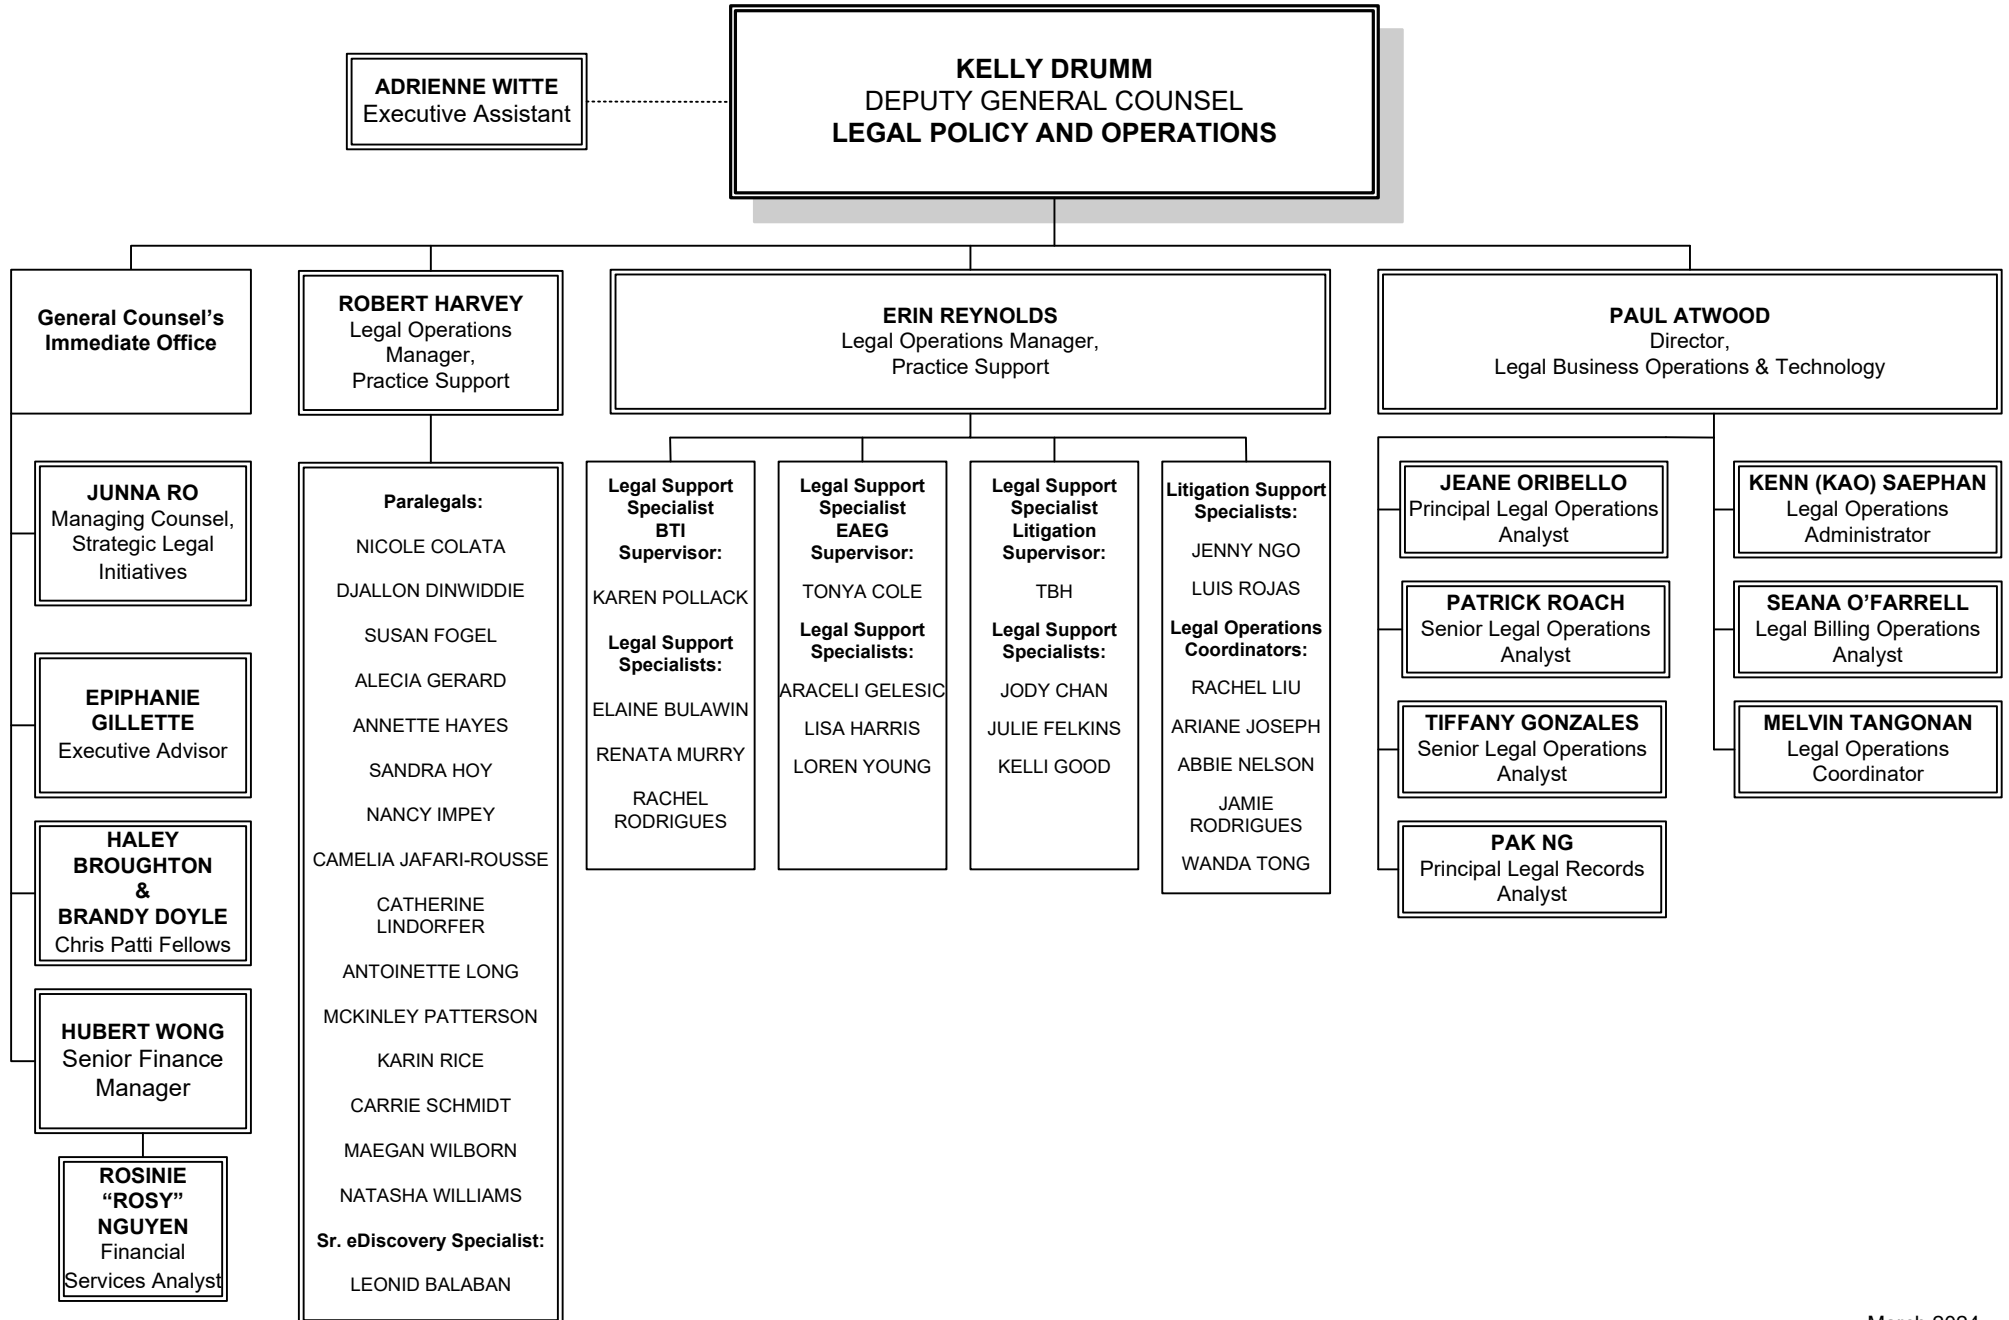 KELLY DRUMM
DEPUTY GENERAL COUNSEL
LEGAL POLICY AND OPERATIONS
ADRIENNE WITTE
Executive Assistant
General Counsel’s
Immediate Office
JUNNA RO
Managing Counsel,
Strategic Legal
Initiatives
EPIPHANIE
GILLETTE
Executive Advisor
HALEY
BROUGHTON
&
BRANDY DOYLE
Chris Patti Fellows
HUBERT WONG
Senior Finance
Manager
ROSINIE
“ROSY”
NGUYEN
Financial
Services Analyst
ROBERT HARVEY
Legal Operations
Manager,
Practice Support
Paralegals:
NICOLE COLATA
DJALLON DINWIDDIE
SUSAN FOGEL
ALECIA GERARD
ANNETTE HAYES
SANDRA HOY
NANCY IMPEY
CAMELIA JAFARI-ROUSSE
CATHERINE
LINDORFER
ANTOINETTE LONG
MCKINLEY PATTERSON
KARIN RICE
CARRIE SCHMIDT
MAEGAN WILBORN
NATASHA WILLIAMS
Sr. eDiscovery Specialist:
LEONID BALABAN
ERIN REYNOLDS
Legal Operations Manager,
Practice Support
Legal Support
Specialist
BTI
Supervisor:
KAREN POLLACK
Legal Support
Specialists:
ELAINE BULAWIN
RENATA MURRY
RACHEL
RODRIGUES
Legal Support
Specialist
EAEG
Supervisor:
TONYA COLE
Legal Support
Specialists:
ARACELI GELESIC
LISA HARRIS
LOREN YOUNG
Legal Support
Specialist
Litigation
Supervisor:
TBH
Legal Support
Specialists:
JODY CHAN
JULIE FELKINS
KELLI GOOD
Litigation Support
Specialists:
JENNY NGO
LUIS ROJAS
Legal Operations
Coordinators:
RACHEL LIU
ARIANE JOSEPH
ABBIE NELSON
JAMIE
RODRIGUES
WANDA TONG
PAUL ATWOOD
Director,
Legal Business Operations & Technology
JEANE ORIBELLO
Principal Legal Operations
Analyst
PATRICK ROACH
Senior Legal Operations
Analyst
TIFFANY GONZALES
Senior Legal Operations
Analyst
PAK NG
Principal Legal Records
Analyst
KENN (KAO) SAEPHAN
Legal Operations
Administrator
SEANA O’FARRELL
Legal Billing Operations
Analyst
MELVIN TANGONAN
Legal Operations
Coordinator
March 2024